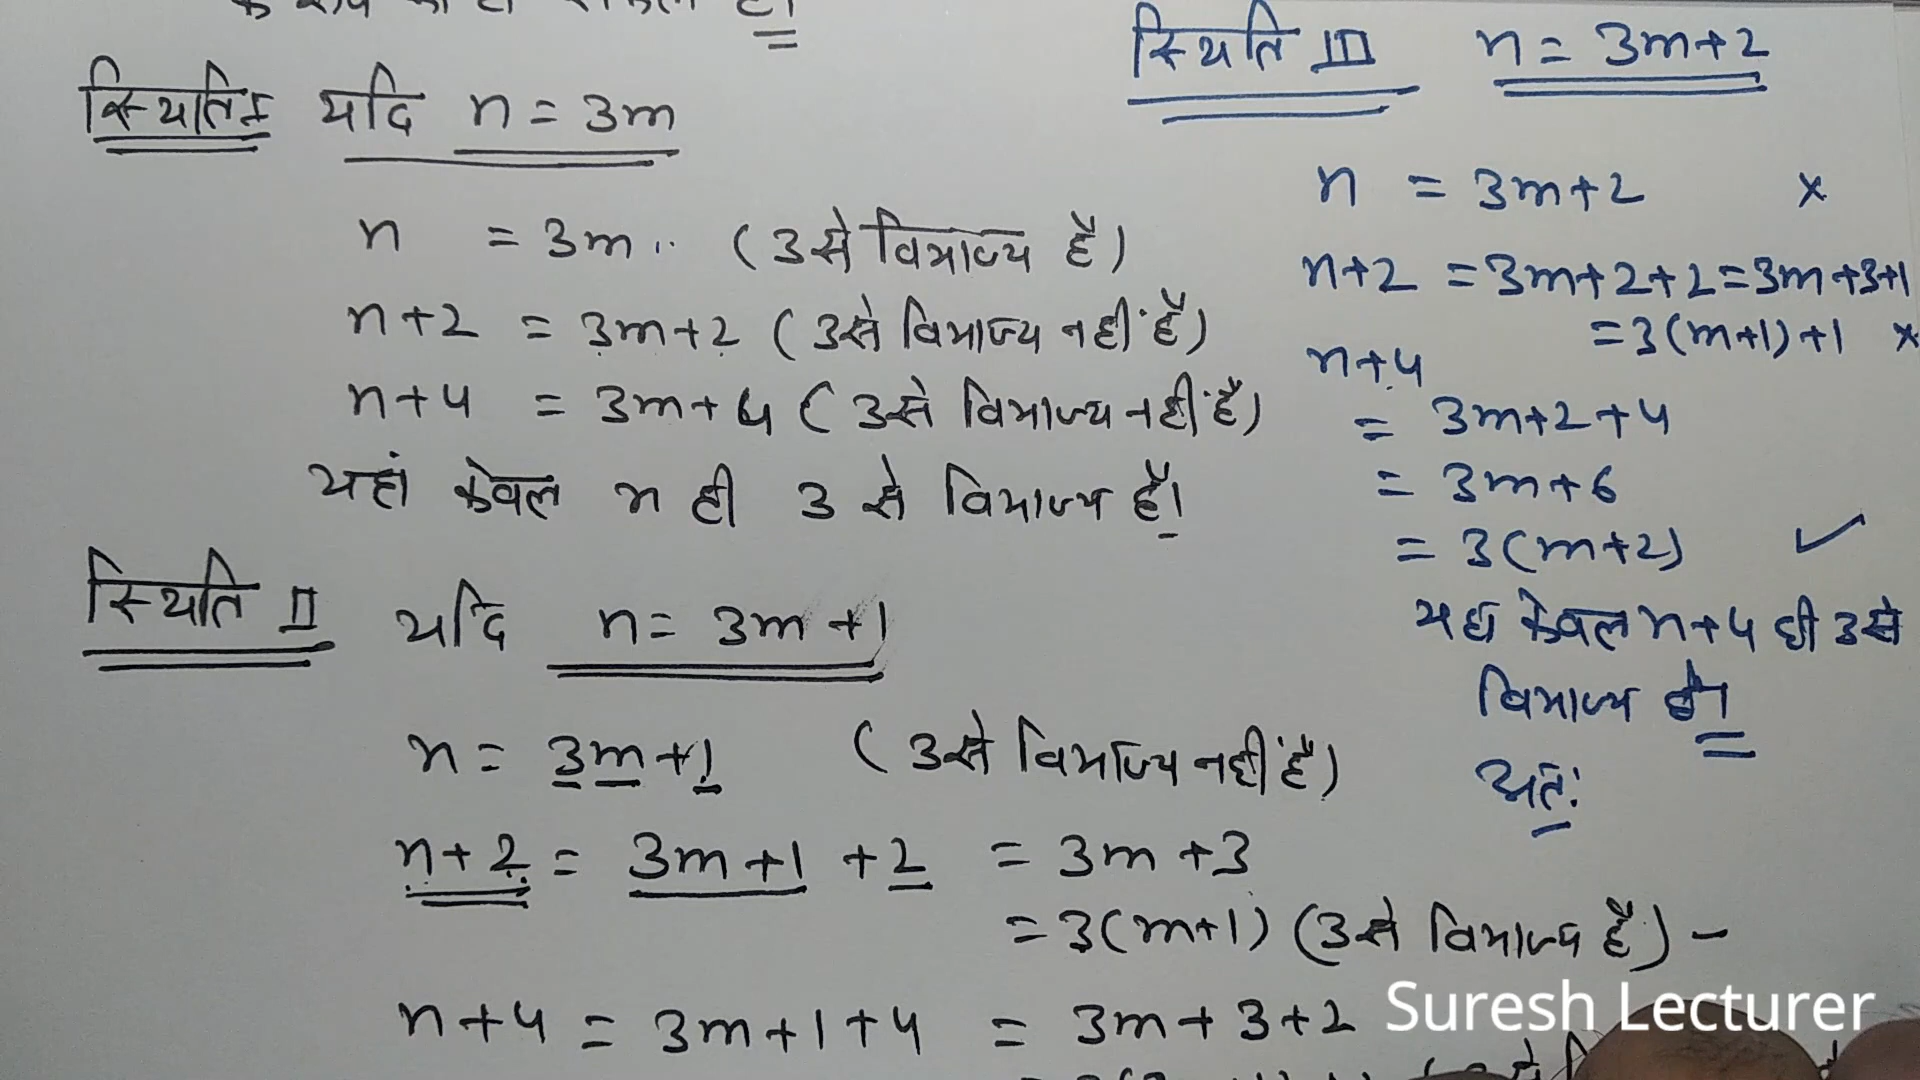 स्थिति I यदि n = 3m
n = 3m.. (3 से विभाज्य है)
n+2 = 3m+2 (3 से विभाज्य नहीं है)
n+4 = 3m+4 (3 से विभाज्य नहीं है)
यहां केवल n ही 3 से विभाज्य है।
स्थिति II यदि n = 3m+1
n = 3m+1 (3 से विभाज्य नहीं है)
n+2 = 3m+1 +2 = 3m+3
= 3(m+1) (3 से विभाज्य है) –
n+4 = 3m+1+4 = 3m+3+2
स्थिति III n = 3m+2
n = 3m+2 ×
n+2 = 3m+2+2 = 3m+3+1
= 3(m+1)+1 ×
n+4
= 3m+2+4
= 3m+6
= 3(m+2) ✓
केवल n+4 ही 3 से
विभाज्य है।
अतः
Suresh Lecturer